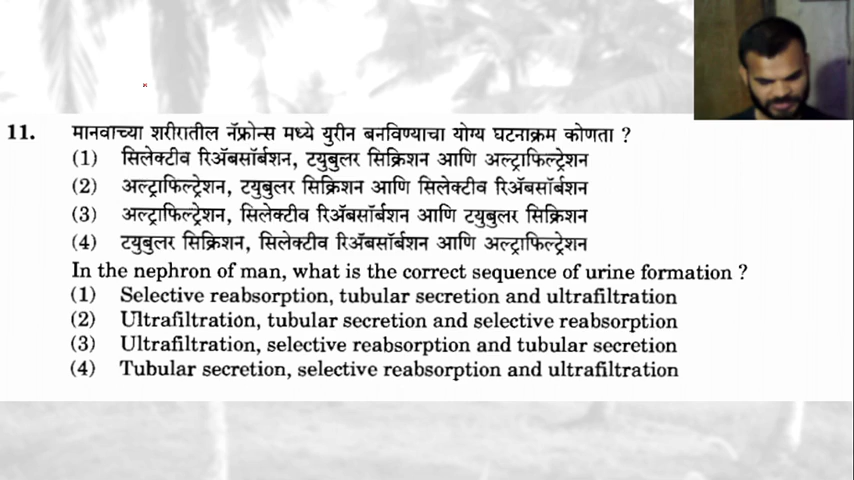 11. मानवाच्या शरीरातील नॅफ्रोन्स मध्ये युरीन बनविण्याचा योग्य घटनाक्रम कोणता ?
(1) सिलेक्टीव रिॲबसॉर्बशन, टयुबुलर सिक्रिशन आणि अल्ट्राफिल्ट्रेशन
(2) अल्ट्राफिल्ट्रेशन, टयुबुलर सिक्रिशन आणि सिलेक्टीव रिॲबसॉर्बशन
(3) अल्ट्राफिल्ट्रेशन, सिलेक्टीव रिॲबसॉर्बशन आणि टयुबुलर सिक्रिशन
(4) टयुबुलर सिक्रिशन, सिलेक्टीव रिॲबसॉर्बशन आणि अल्ट्राफिल्ट्रेशन
In the nephron of man, what is the correct sequence of urine formation ?
(1) Selective reabsorption, tubular secretion and ultrafiltration
(2) Ultrafiltration, tubular secretion and selective reabsorption
(3) Ultrafiltration, selective reabsorption and tubular secretion
(4) Tubular secretion, selective reabsorption and ultrafiltration